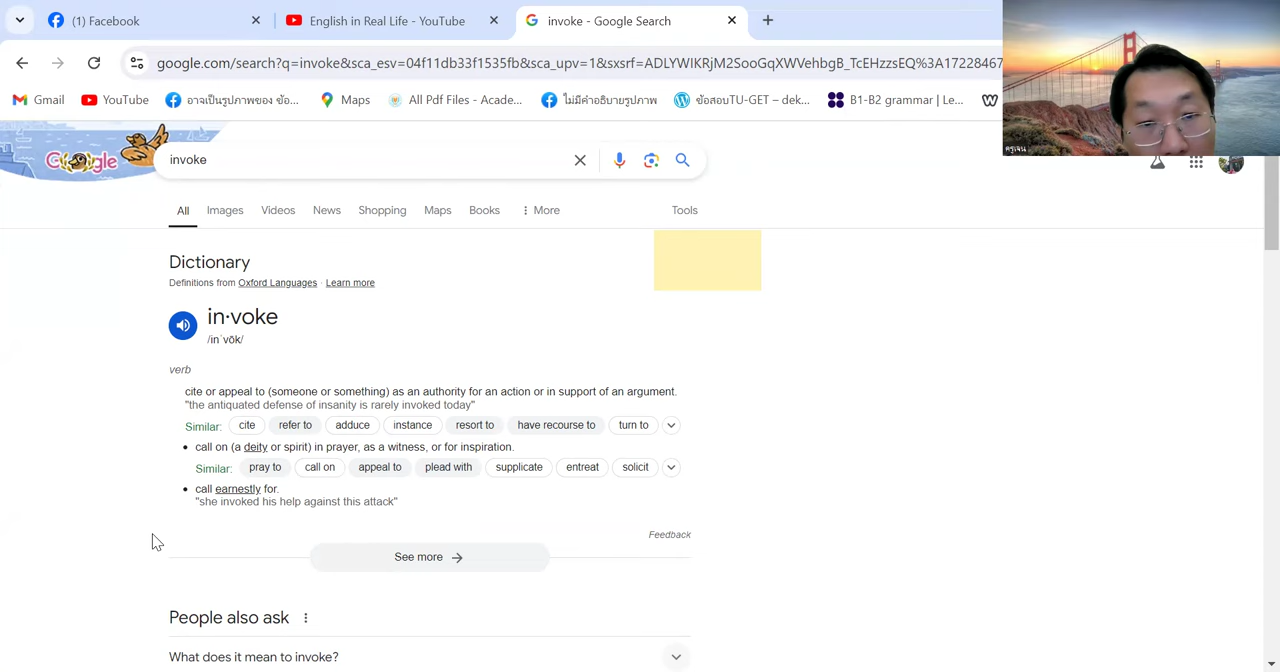 (1) Facebook
English in Real Life - YouTube
invoke - Google Search
google.com/search?q=invoke&sca_esv=04f11db33f1535fb&sca_upv=1&sxsrf=ADLYWIKRjM2SooGqXWVehbgB_TcEHzzsEQ%3A17228467
Gmail
YouTube
อาจเป็นรูปภาพของ ข้อ...
Maps
All Pdf Files - Acade...
ไม่มีคำอธิบายรูปภาพ
ข้อสอบTU-GET – dek...
B1-B2 grammar | Le...
ครูเจน
Google
invoke
All
Images
Videos
News
Shopping
Maps
Books
More
Tools
Dictionary
Definitions from Oxford Languages · Learn more
in·voke
/inˈvōk/
verb
cite or appeal to (someone or something) as an authority for an action or in support of an argument.
"the antiquated defense of insanity is rarely invoked today"
Similar: cite refer to adduce instance resort to have recourse to turn to
• call on (a deity or spirit) in prayer, as a witness, or for inspiration.
Similar: pray to call on appeal to plead with supplicate entreat solicit
• call earnestly for.
"she invoked his help against this attack"
Feedback
See more
People also ask
What does it mean to invoke?